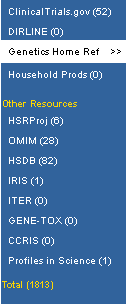 ClinicalTrials.gov (52)
DIRLINE (0)
Genetics Home Ref >>
Household Prods (0)
Other Resources
HSRProj (6)
OMIM (28)
HSDB (82)
IRIS (1)
ITER (0)
GENE-TOX (0)
CCRIS (0)
Profiles in Science (1)
Total (1813)